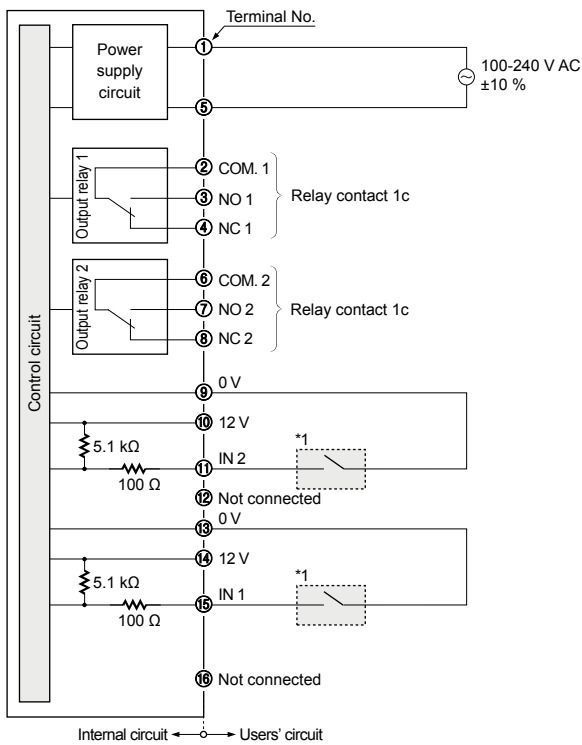 Terminal No.
Power
supply
circuit
1
5
100-240 V AC
±10 %
Output relay 1
2 COM. 1
3 NO 1
4 NC 1
Relay contact 1c
Output relay 2
6 COM. 2
7 NO 2
8 NC 2
Relay contact 1c
Control circuit
9 0 V
10 12 V
5.1 kΩ
11 IN 2
100 Ω
*1
12 Not connected
13 0 V
14 12 V
5.1 kΩ
15 IN 1
100 Ω
*1
16 Not connected
Internal circuit Users' circuit